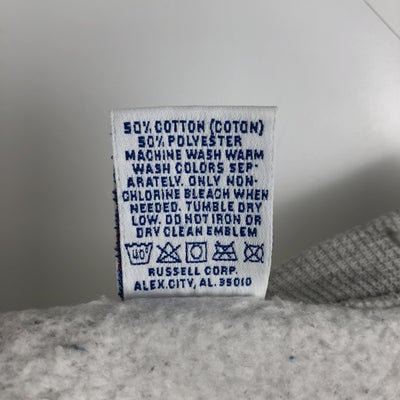 50% COTTON (COTON)
50% POLYESTER
MACHINE WASH WARM
WASH COLORS SEP-
ARATELY. ONLY NON-
CHLORINE BLEACH WHEN
NEEDED. TUMBLE DRY
LOW. DO NOT IRON OR
DRY CLEAN EMBLEM
40°
RUSSELL CORP.
ALEX.CITY, AL. 35010